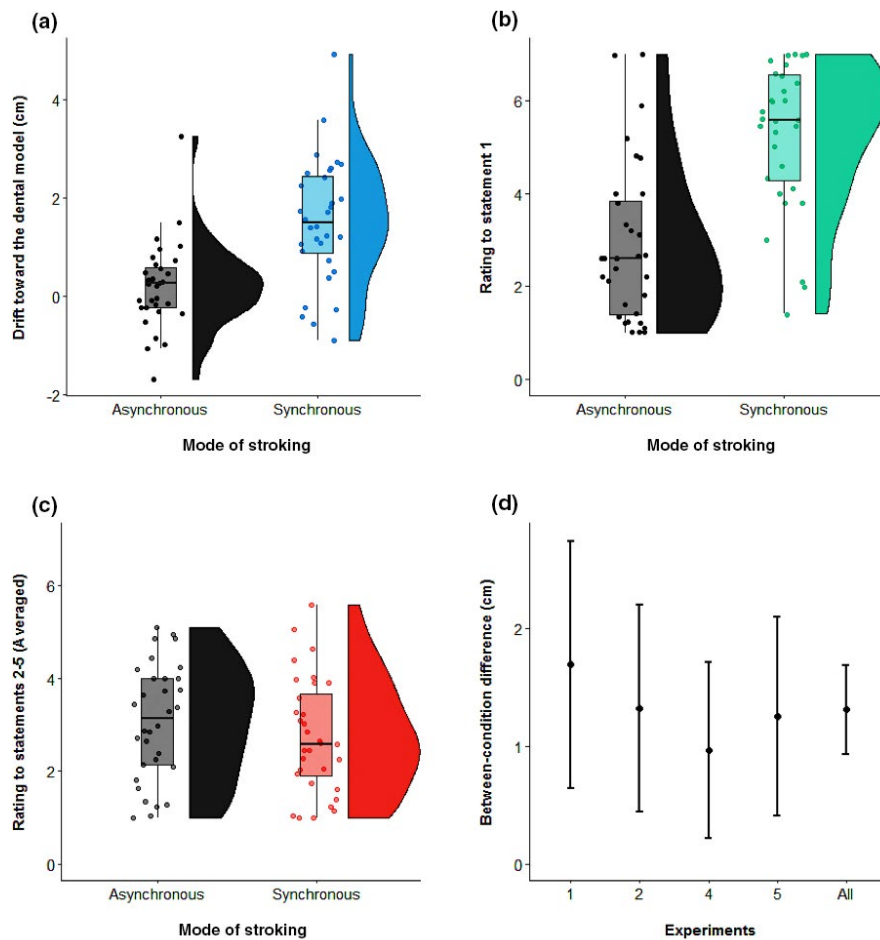 (a)
Drift toward the dental model (cm)
4
2
0
-2
Asynchronous Synchronous
Mode of stroking
(b)
Rating to statement 1
6
4
2
0
Asynchronous Synchronous
Mode of stroking
(c)
Rating to statements 2-5 (Averaged)
6
4
2
0
Asynchronous Synchronous
Mode of stroking
(d)
Between-condition difference (cm)
2
1
0
1 2 4 5 All
Experiments